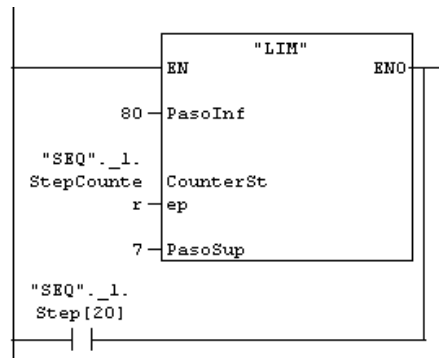 "LIM"
EN ENO
80 PasoInf
"SEQ"._1.
StepCounte CounterSt
r ep
7 PasoSup
"SEQ"._1.
Step[20]